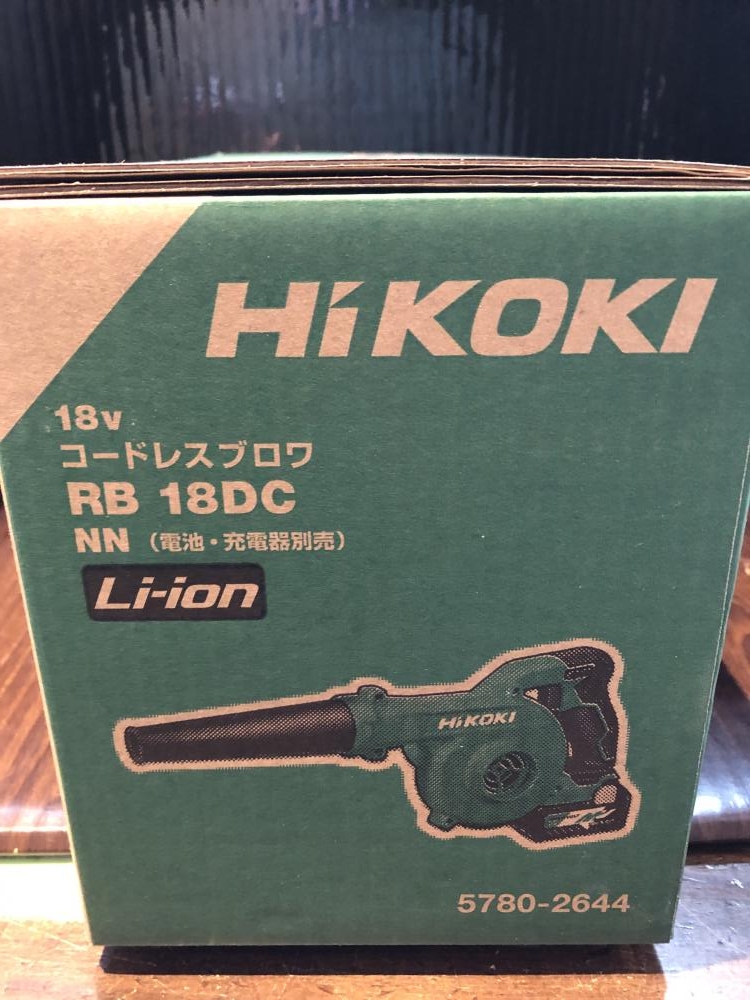 HiKOKI
18v
コードレスブロワ
RB 18DC
NN (電池・充電器別売)
Li-ion
HiKOKI
5780-2644